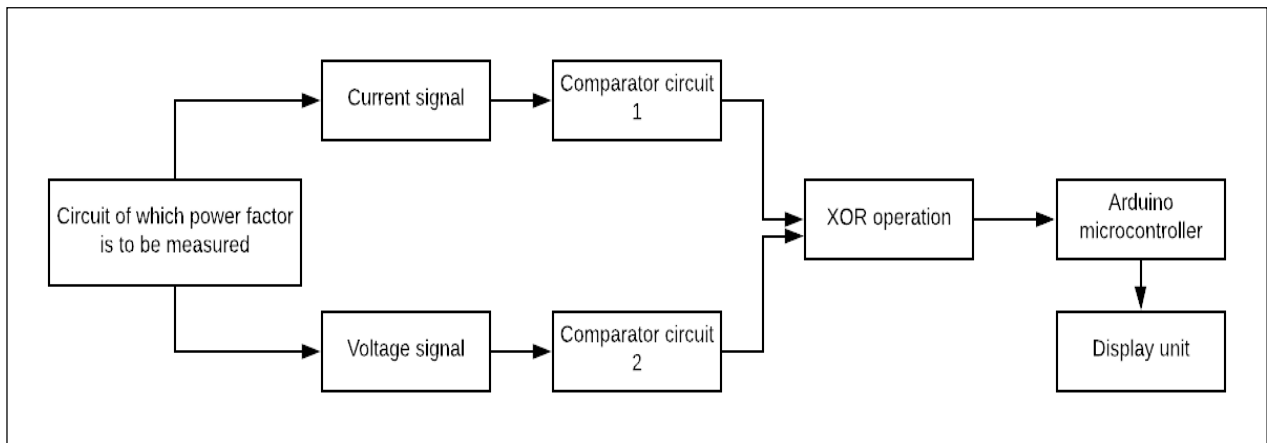 Current signal
Comparator circuit
1
Circuit of which power factor
is to be measured
XOR operation
Arduino
microcontroller
Voltage signal
Comparator circuit
2
Display unit